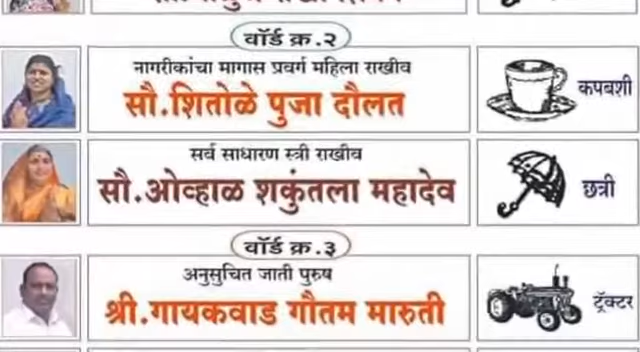 वॉर्ड क्र.२
नागरीकांचा मागास प्रवर्ग महिला राखीव
सौ.शितोळे पुजा दौलत
कपबशी
सर्व साधारण स्त्री राखीव
सौ.ओव्हाळ शकुंतला महादेव
छत्री
वॉर्ड क्र.३
अनुसुचित जाती पुरुष
श्री.गायकवाड गौतम मारुती
ट्रॅक्टर